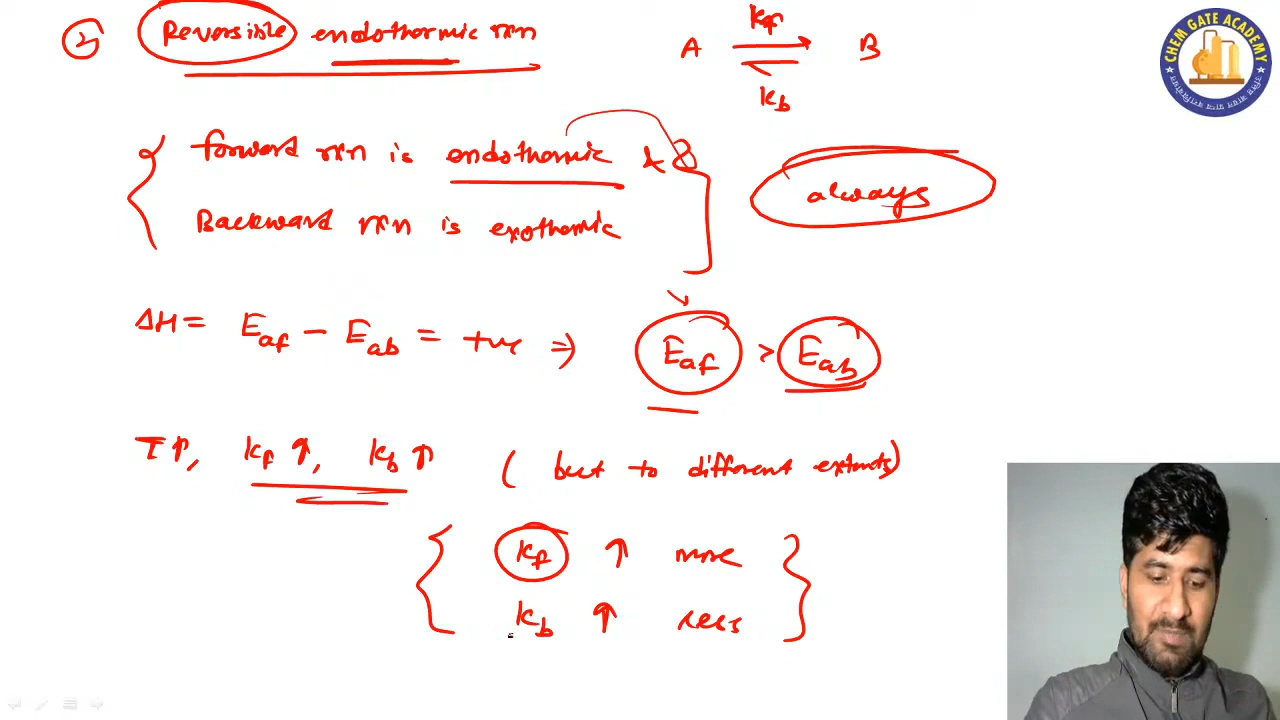 ② Reversible endothermic rxn
A kf B
kb
CHEM GATE ACADEMY
forward rxn is endothermic &
Backward rxn is exothermic
always
ΔH = Eaf - Eab = +ve ⇒ Eaf > Eab
T↑, kf ↑, kb ↑ (but to different extents)
kf ↑ more
kb ↑ less